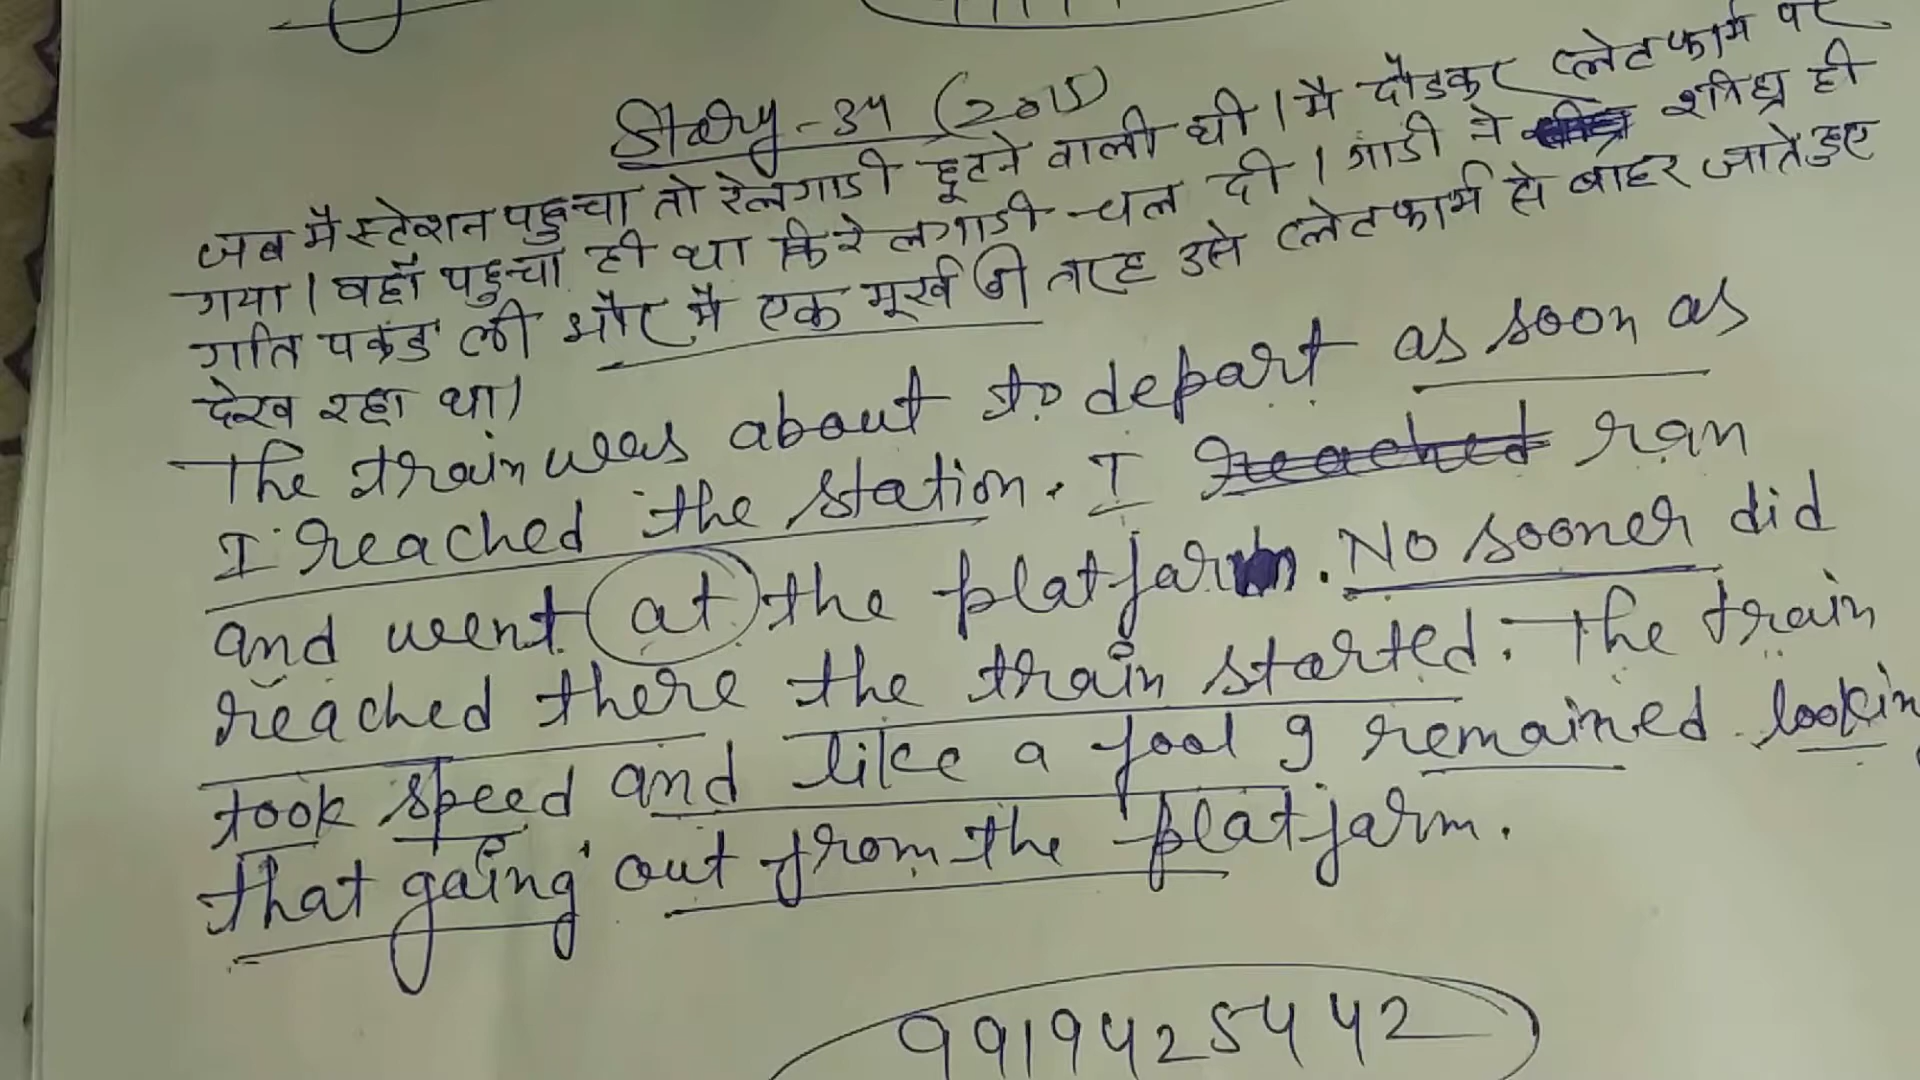 Story-34 (2015)
जब मै स्टेशन पहुन्चा तो रेलगाडी छूटने वाली थी। मै दौडकर प्लेटफार्म पर
गया। वहाँ पहुन्चा ही था कि रेलगाडी चल दी। गाडी ने शीघ्र ही
गति पकड ली और मै एक मूर्ख की तरह उसे प्लेटफार्म से बाहर जाते हुए
देख रहा था।
The train was about to depart as soon as
I reached the station. I reached ran
and went at the platform. No sooner did
reached there the train started. The train
took speed and like a fool I remained lookin
that going out from the platform.
9919425442